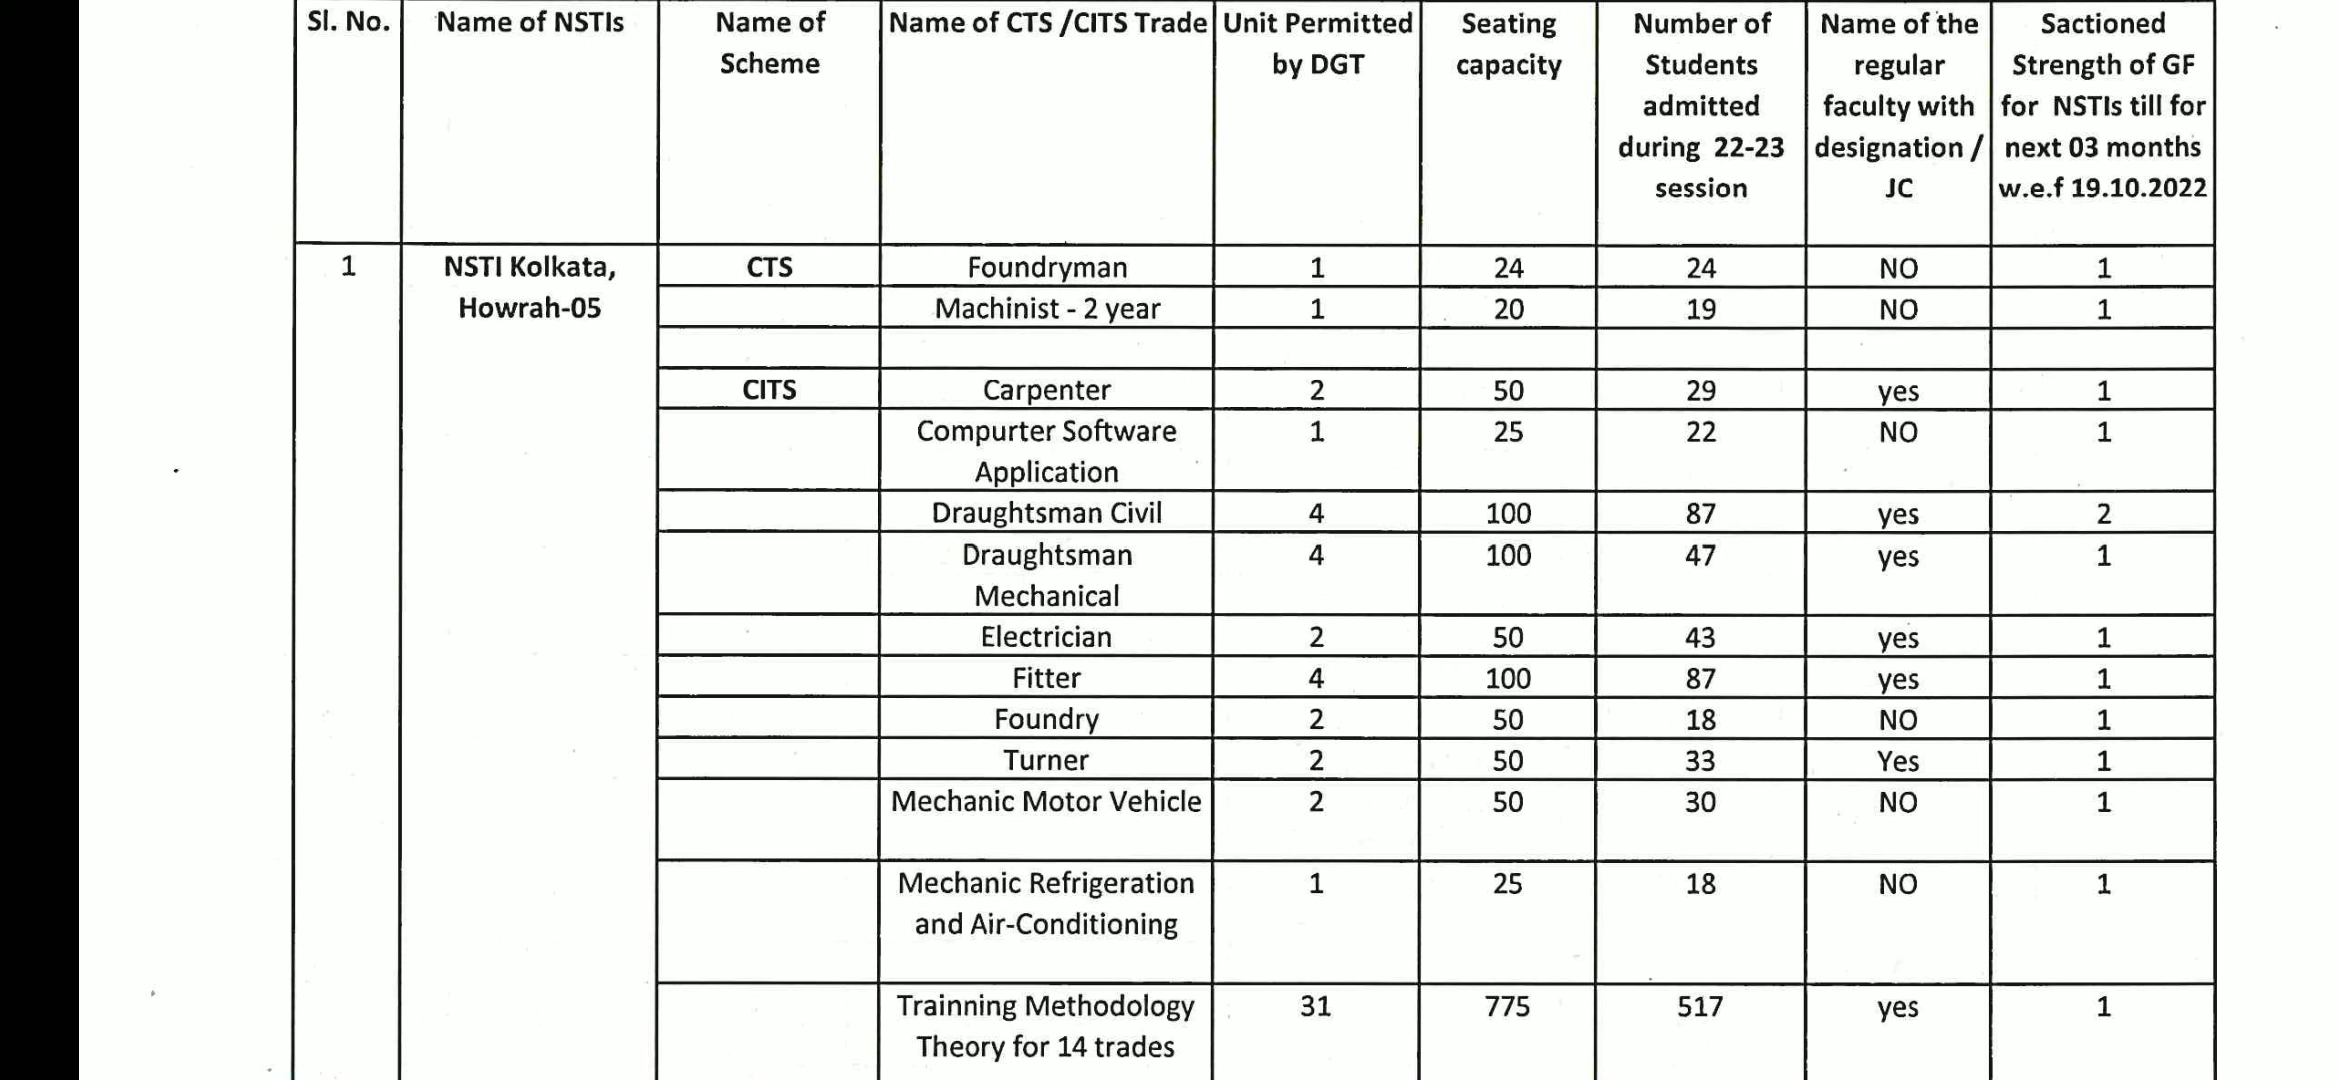 Sl. No. Name of NSTIs Name of Name of CTS /CITS Trade Unit Permitted Seating Number of Name of the Sactioned
Scheme by DGT capacity Students regular Strength of GF
admitted faculty with for NSTIs till for
during 22-23 designation / next 03 months
session JC w.e.f 19.10.2022
1 NSTI Kolkata, CTS Foundryman 1 24 24 NO 1
Howrah-05 Machinist - 2 year 1 20 19 NO 1
CITS Carpenter 2 50 29 yes 1
Compurter Software 1 25 22 NO 1
Application
Draughtsman Civil 4 100 87 yes 2
Draughtsman 4 100 47 yes 1
Mechanical
Electrician 2 50 43 yes 1
Fitter 4 100 87 yes 1
Foundry 2 50 18 NO 1
Turner 2 50 33 Yes 1
Mechanic Motor Vehicle 2 50 30 NO 1
Mechanic Refrigeration 1 25 18 NO 1
and Air-Conditioning
Trainning Methodology 31 775 517 yes 1
Theory for 14 trades